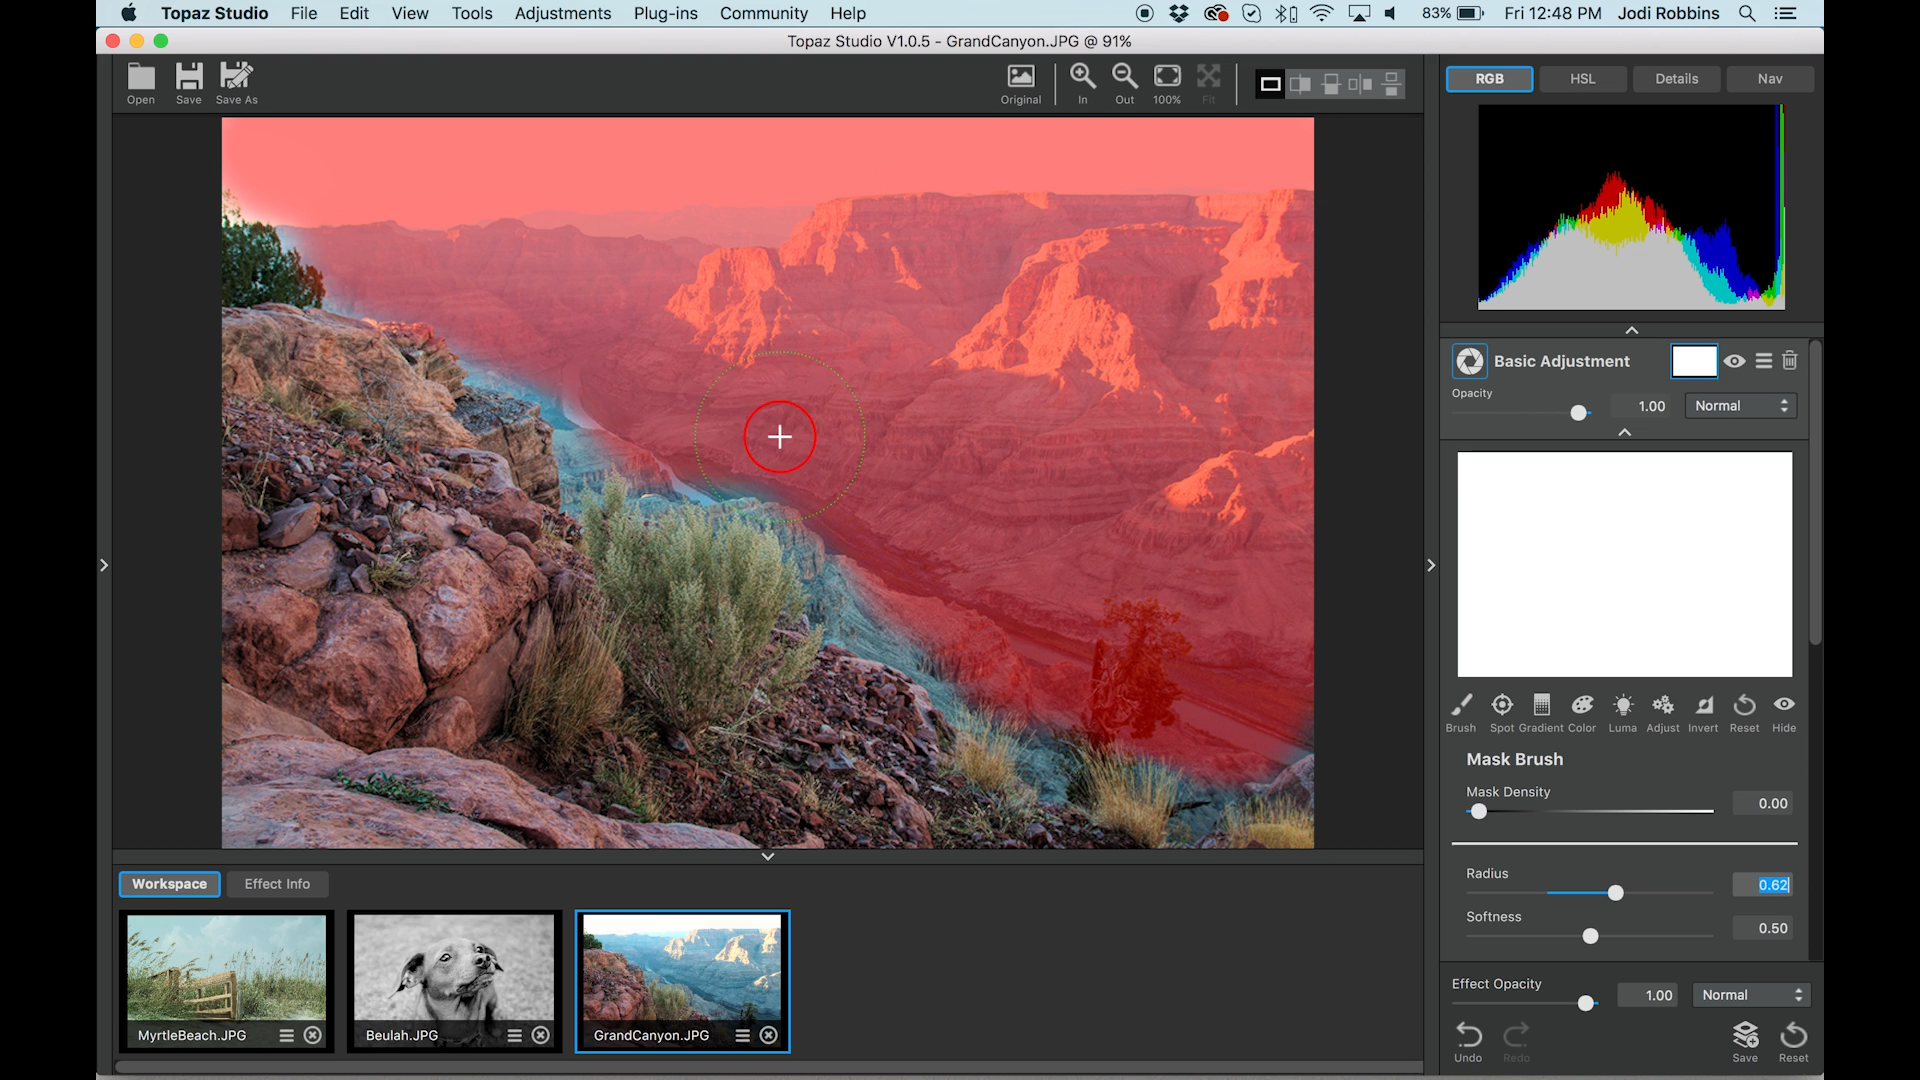 Topaz Studio File Edit View Tools Adjustments Plug-ins Community Help 83% Fri 12:48 PM Jodi Robbins
Topaz Studio V1.0.5 - GrandCanyon.JPG @ 91%
Open Save Save As Original In Out 100% Fit
RGB HSL Details Nav
Basic Adjustment
Opacity 1.00 Normal
Brush Spot Gradient Color Luma Adjust Invert Reset Hide
Mask Brush
Mask Density 0.00
Radius 0.62
Softness 0.50
Workspace Effect Info
MyrtleBeach.JPG Beulah.JPG GrandCanyon.JPG
Effect Opacity 1.00 Normal
Undo Redo Save Reset